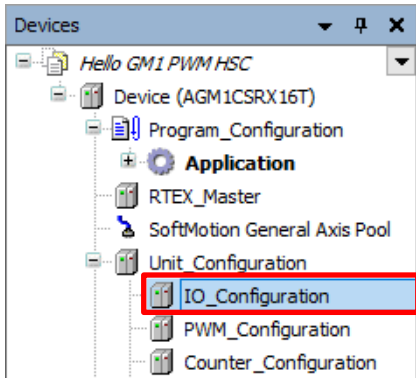 Devices
Hello GM1 PWM HSC
Device (AGM1CSRX16T)
Program_Configuration
Application
RTEX_Master
SoftMotion General Axis Pool
Unit_Configuration
IO_Configuration
PWM_Configuration
Counter_Configuration